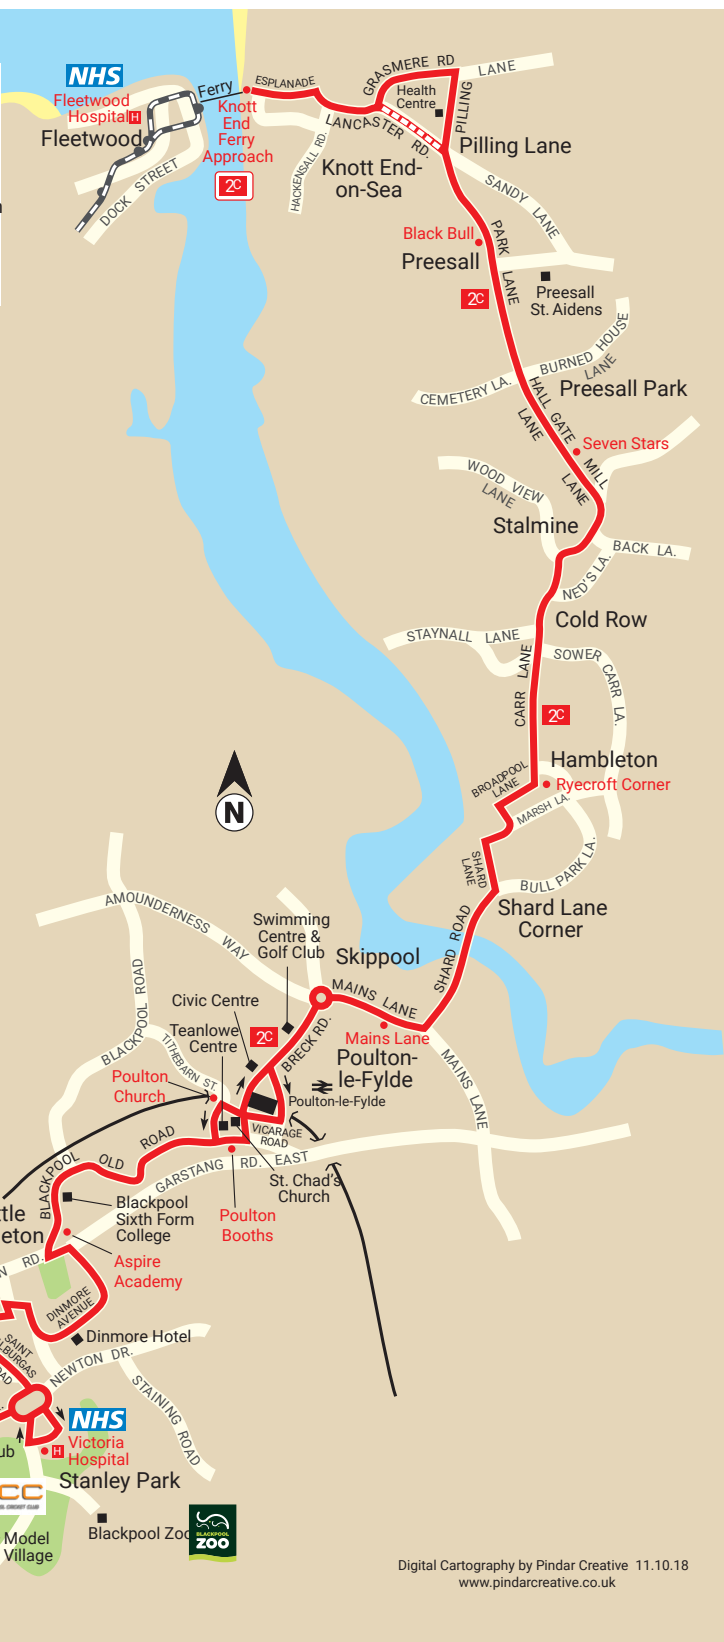 NHS
Fleetwood
Hospital H
Fleetwood
Ferry
DOCK STREET
Knott
End
Ferry
Approach
2C
ESPLANADE
GRASMERE RD
LANE
PILLING
Health
Centre
LANCASTER RD.
HACKENSALL RD.
Knott End-
on-Sea
Pilling Lane
SANDY LANE
Black Bull
Preesall
PARK
LANE
2C
Preesall
St. Aidens
BURNED HOUSE
LANE
CEMETERY LA.
Preesall Park
HALL GATE
LANE
Seven Stars
MILL
LANE
WOOD VIEW
LANE
Stalmine
BACK LA.
NED'S LA.
Cold Row
STAYNALL LANE
SOWER CARR LA.
CARR LANE
2C
Hambleton
Ryecroft Corner
BROADPOOL
LANE
MARSH LA.
SHARD
LANE
BULL PARK LA.
Shard Lane
Corner
N
AMOUNDERNESS WAY
Swimming
Centre &
Golf Club
Skippool
SHARD ROAD
MAINS LANE
Mains Lane
BLACKPOOL ROAD
Civic Centre
Teanlowe
Centre
2C
BRECK RD.
TITHEBARN ST.
Poulton-
le-Fylde
Poulton-le-Fylde
MAINS LANE
Poulton
Church
VICARAGE
ROAD
BLACKPOOL OLD ROAD
GARSTANG RD. EAST
St. Chad's
Church
Poulton
Booths
Blackpool
Sixth Form
College
ttle
eton
N RD.
Aspire
Academy
DINMORE
AVENUE
Dinmore Hotel
SAINT
LBURGAS
OAD
NEWTON DR.
STAINING ROAD
NHS
H Victoria
Hospital
ub
Stanley Park
CC
Blackpool Zoo
BLACKPOOL
ZOO
Model
Village
Digital Cartography by Pindar Creative 11.10.18
www.pindarcreative.co.uk